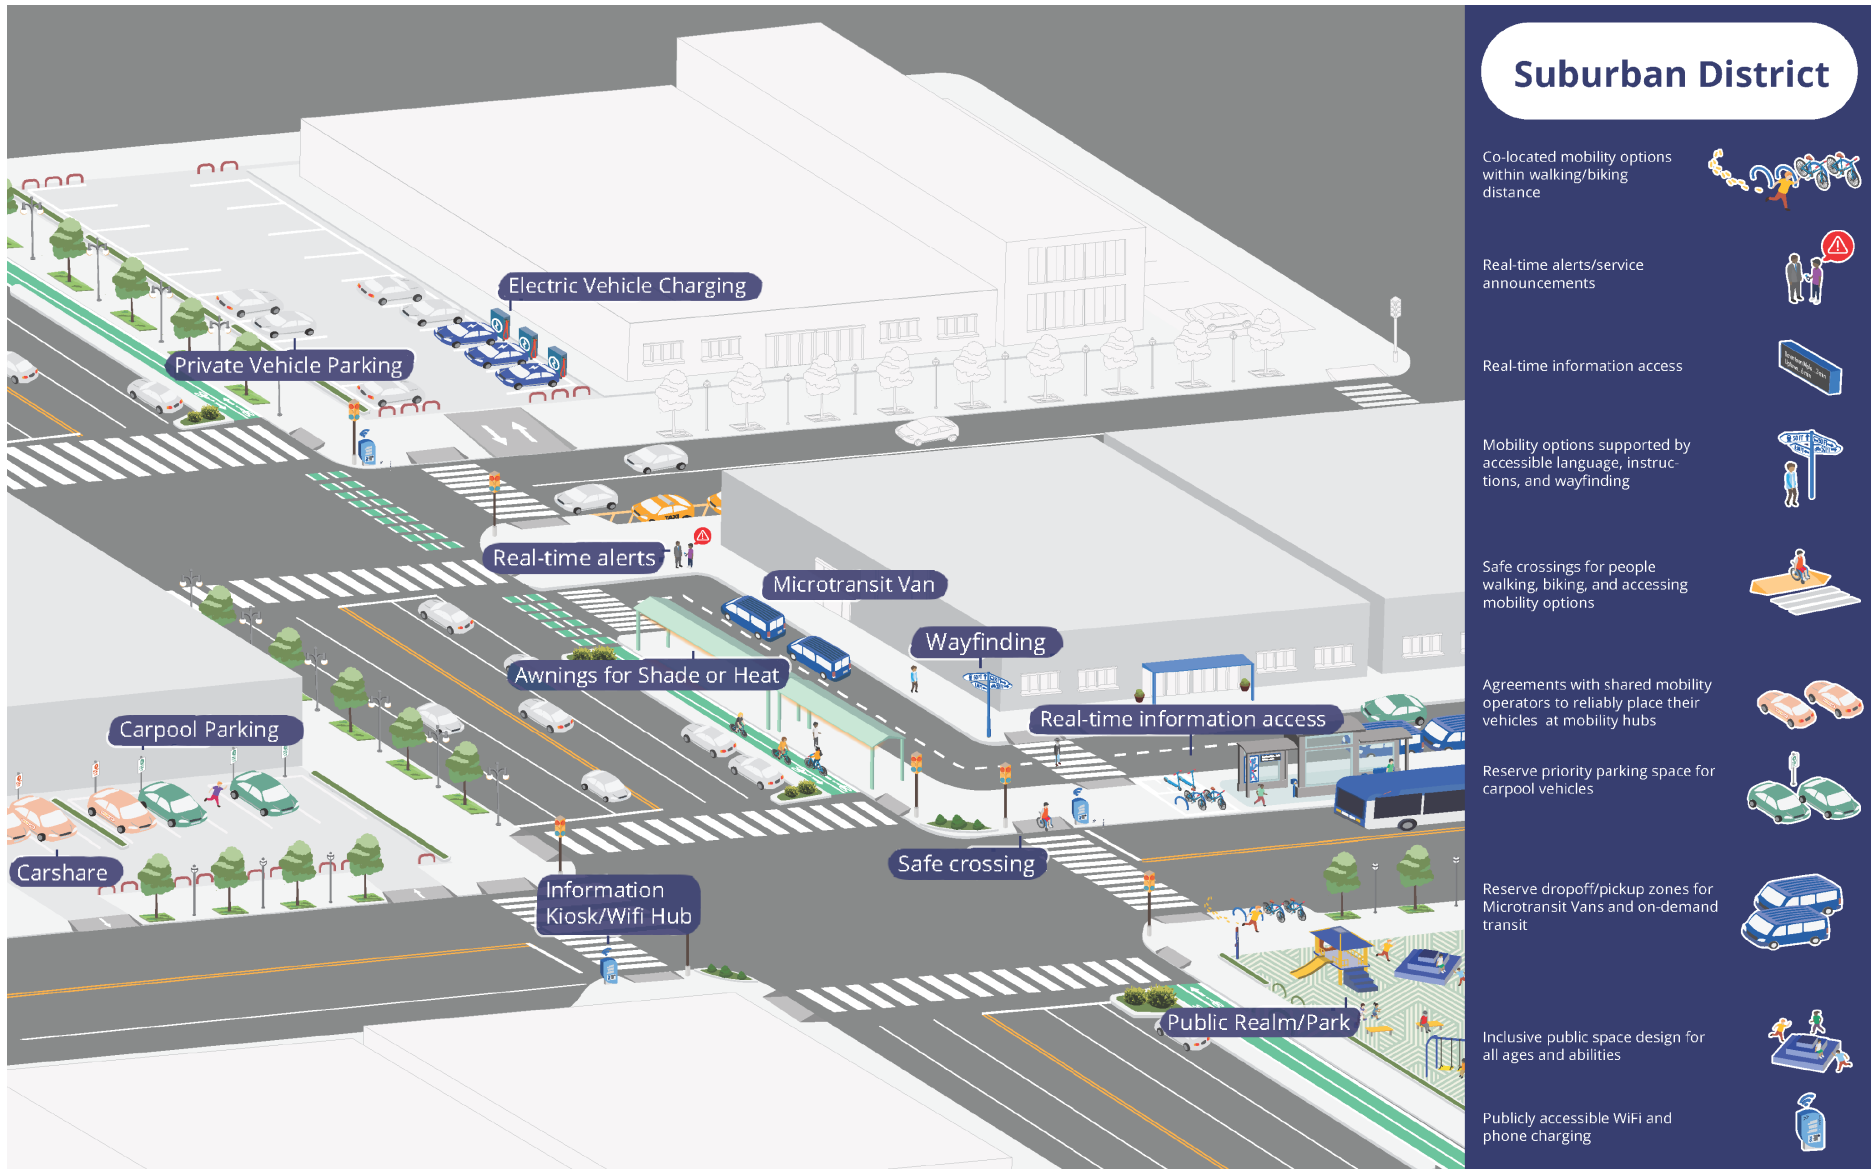 Suburban District
Co-located mobility options
within walking/biking
distance
Real-time alerts/service
announcements
Real-time information access
Mobility options supported by
accessible language, instruc-
tions, and wayfinding
Safe crossings for people
walking, biking, and accessing
mobility options
Agreements with shared mobility
operators to reliably place their
vehicles at mobility hubs
Reserve priority parking space for
carpool vehicles
Reserve dropoff/pickup zones for
Microtransit Vans and on-demand
transit
Inclusive public space design for
all ages and abilities
Publicly accessible WiFi and
phone charging
Electric Vehicle Charging
Private Vehicle Parking
TAXI
Real-time alerts
Microtransit Van
Wayfinding
Awnings for Shade or Heat
Real-time information access
Carpool Parking
Carshare
Safe crossing
Information
Kiosk/Wifi Hub
Public Realm/Park